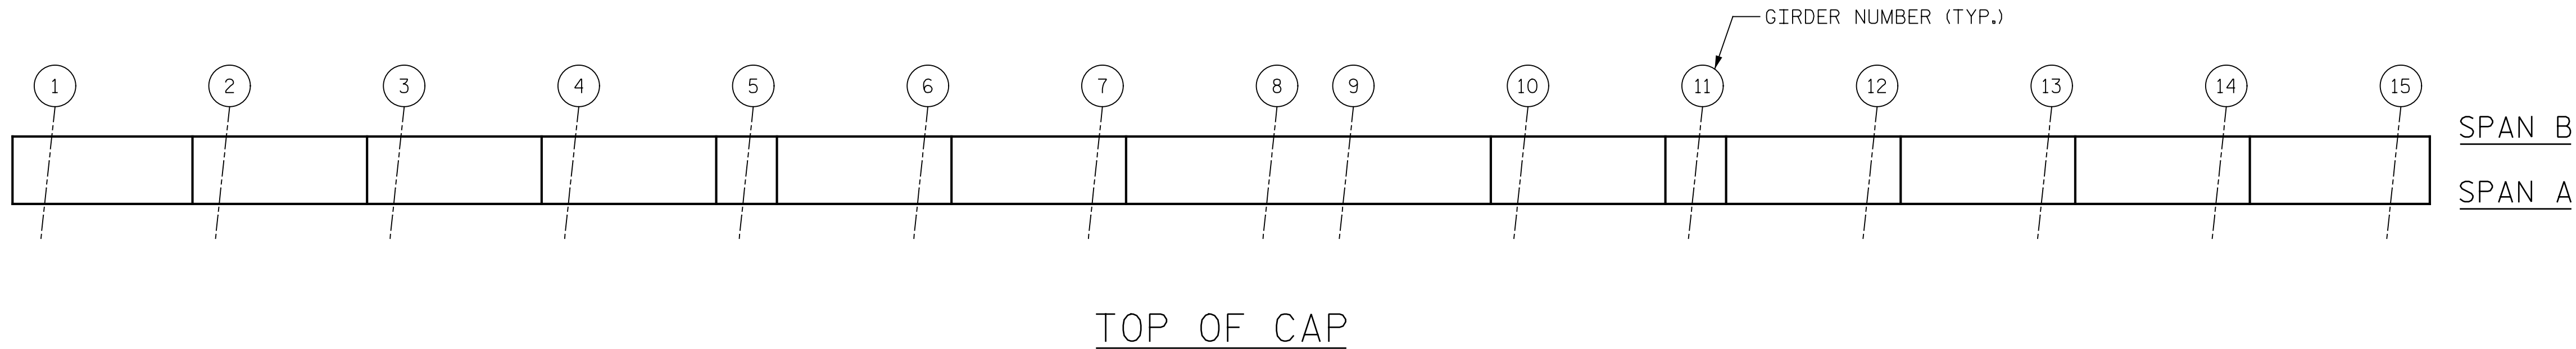 GIRDER NUMBER (TYP.)
1 2 3 4 5 6 7 8 9 10 11 12 13 14 15
SPAN B
SPAN A
TOP OF CAP